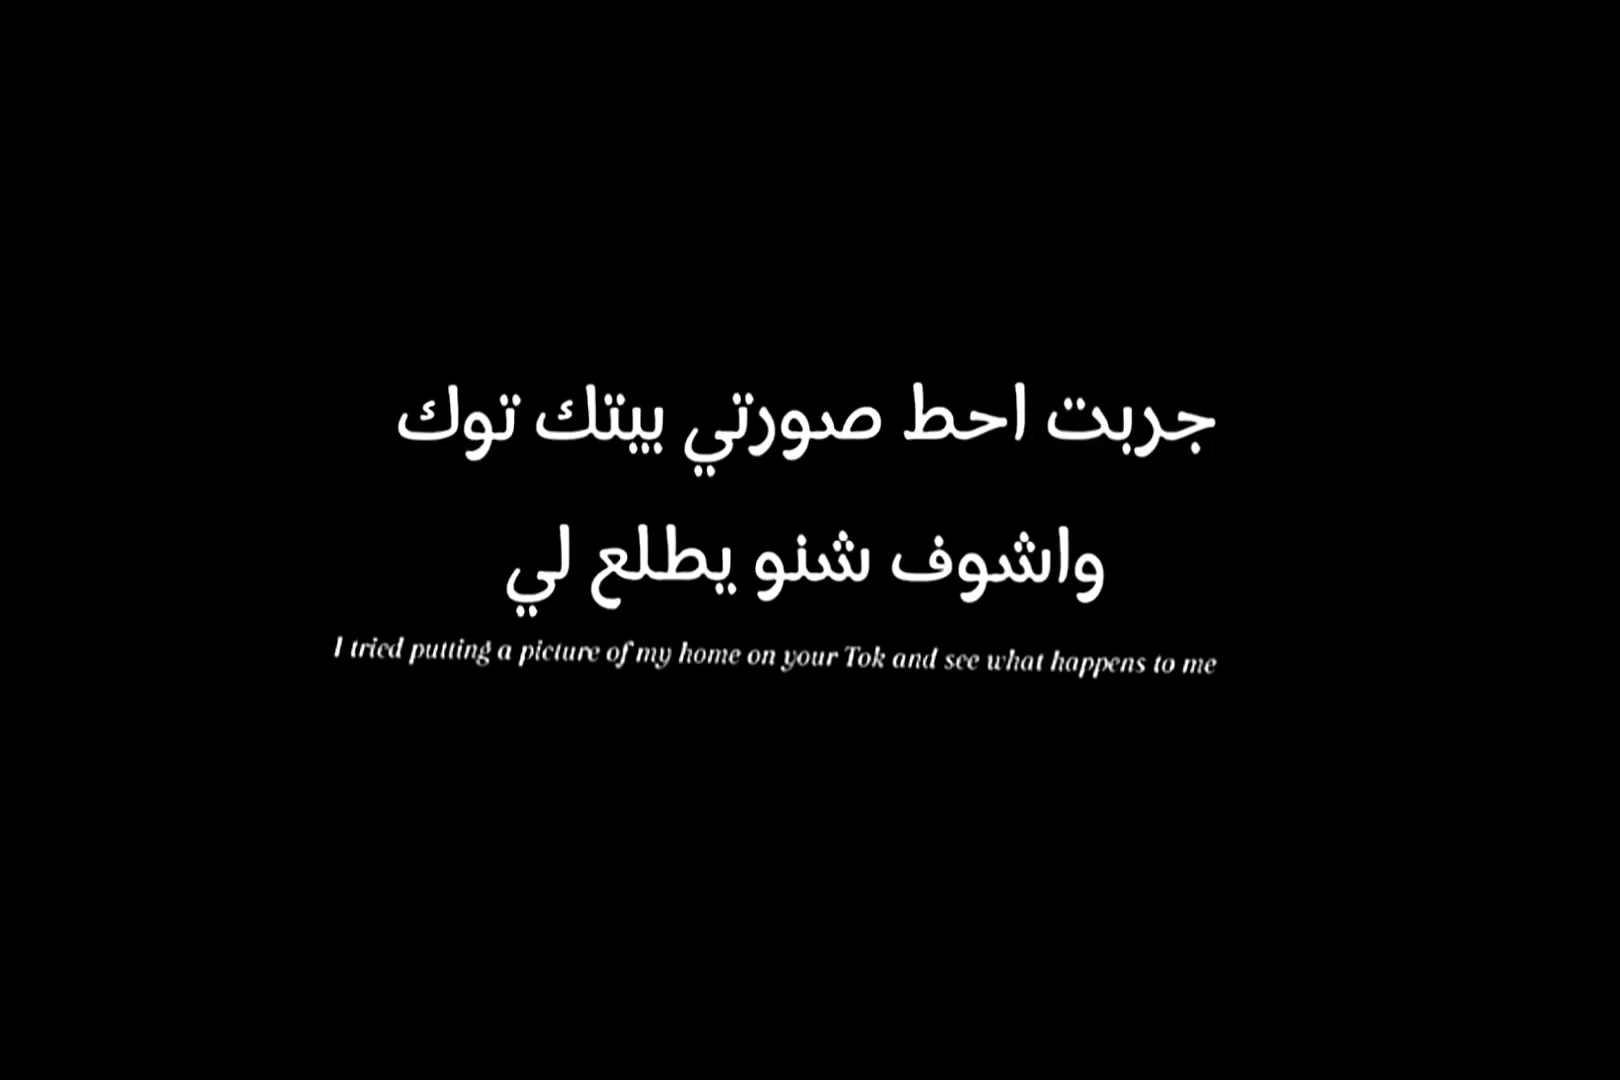 جربت احط صورتي بيتك توك
واشوف شنو يطلع لي
I tried putting a picture of my home on your Tok and see what happens to me